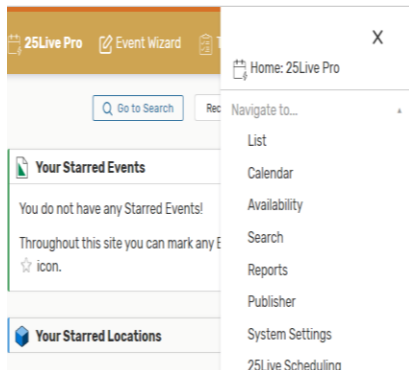 25Live Pro
Event Wizard
Go to Search
Rec
Your Starred Events
You do not have any Starred Events!
Throughout this site you can mark any E
icon.
Your Starred Locations
X
Home: 25Live Pro
Navigate to...
List
Calendar
Availability
Search
Reports
Publisher
System Settings
25Live Scheduling